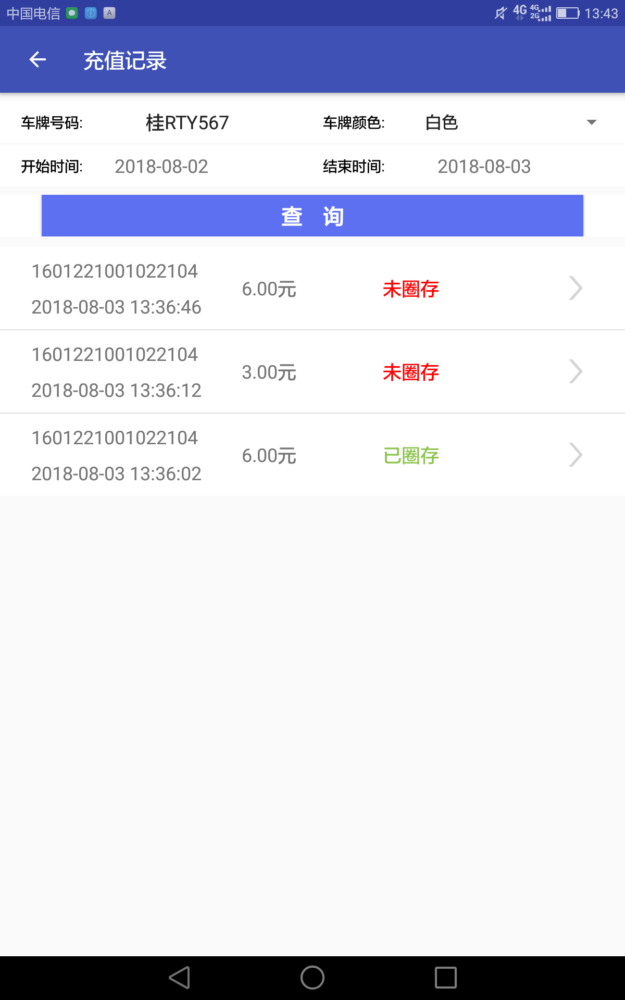 中国电信 A 4G 4G 2G 13:43
充值记录
车牌号码: 桂RTY567 车牌颜色: 白色
开始时间: 2018-08-02 结束时间: 2018-08-03
查 询
1601221001022104
6.00元 未圈存
2018-08-03 13:36:46
1601221001022104
3.00元 未圈存
2018-08-03 13:36:12
1601221001022104
6.00元 已圈存
2018-08-03 13:36:02